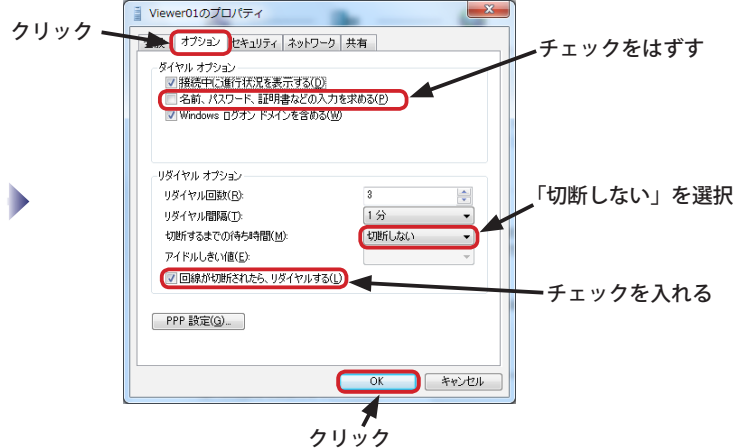 Viewer01のプロパティ
クリック
オプション
セキュリティ
ネットワーク
共有
チェックをはずす
ダイヤル オプション
接続中に進行状況を表示する(D)
名前、パスワード、証明書などの入力を求める(P)
Windows ログオン ドメインを含める(W)
リダイヤル オプション
リダイヤル回数(R):
3
リダイヤル間隔(T):
1 分
「切断しない」を選択
切断するまでの待ち時間(M):
切断しない
アイドルしきい値(E):
回線が切断されたら、リダイヤルする(L)
チェックを入れる
PPP 設定(G)...
OK
キャンセル
クリック